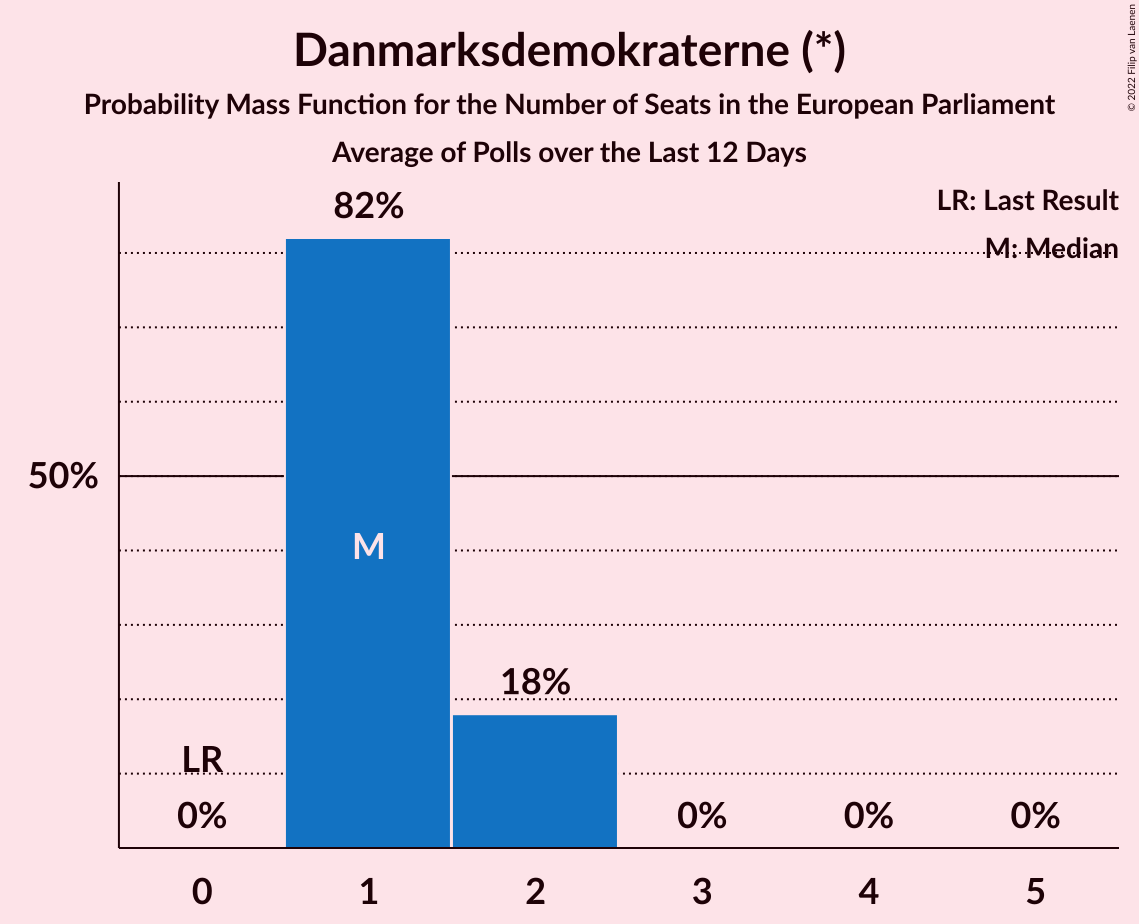 Danmarksdemokraterne (*)
Probability Mass Function for the Number of Seats in the European Parliament
Average of Polls over the Last 12 Days
© 2022 Filip van Laenen
LR: Last Result
M: Median
82%
50%
M
18%
LR
0%
0%
0%
0%
0
1
2
3
4
5